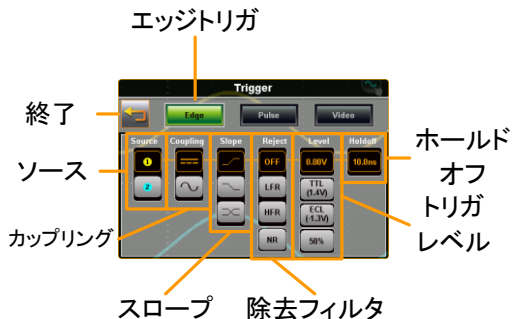 エッジトリガ
Trigger
終了
Edge
Pulse
Video
Source
Coupling
Slope
Reject
Level
Holdoff
1
OFF
0.00V
10.0ns
2
LFR
TTL
(1.4V)
HFR
ECL
(-1.3V)
NR
50%
ソース
カップリング
スロープ
除去フィルタ
ホールド
オフ
トリガ
レベル